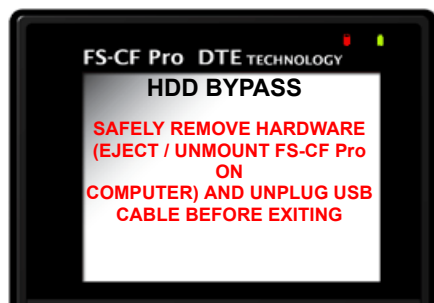 FS-CF Pro DTE TECHNOLOGY
HDD BYPASS
SAFELY REMOVE HARDWARE
(EJECT / UNMOUNT FS-CF Pro
ON
COMPUTER) AND UNPLUG USB
CABLE BEFORE EXITING